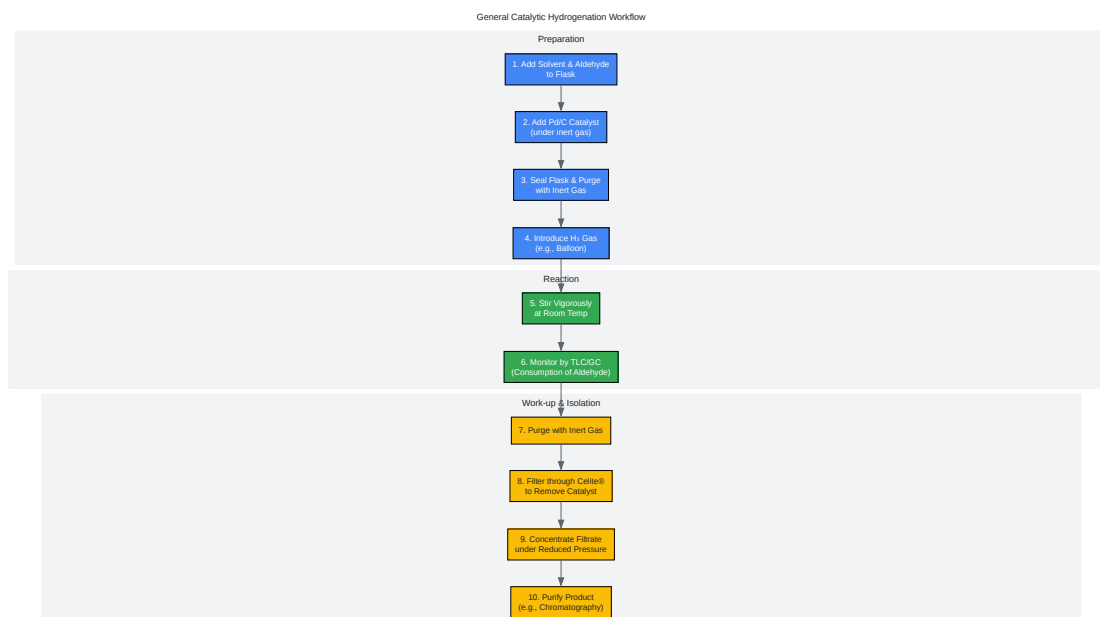 General Catalytic Hydrogenation Workflow
Preparation
1. Add Solvent & Aldehyde
to Flask
2. Add Pd/C Catalyst
(under inert gas)
3. Seal Flask & Purge
with Inert Gas
4. Introduce H₂ Gas
(e.g., Balloon)
Reaction
5. Stir Vigorously
at Room Temp
6. Monitor by TLC/GC
(Consumption of Aldehyde)
Work-up & Isolation
7. Purge with Inert Gas
8. Filter through Celite®
to Remove Catalyst
9. Concentrate Filtrate
under Reduced Pressure
10. Purify Product
(e.g., Chromatography)